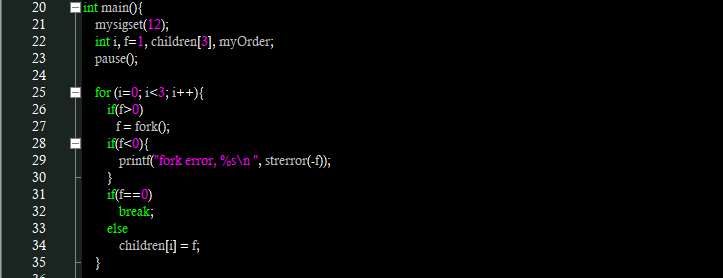 20 int main(){
21 mysigset(12);
22 int i, f=1, children[3], myOrder;
23 pause();
24
25 for (i=0; i<3; i++){
26 if(f>0)
27 f = fork();
28 if(f<0){
29 printf("fork error, %s\n ", strerror(-f));
30 }
31 if(f==0)
32 break;
33 else
34 children[i] = f;
35 }